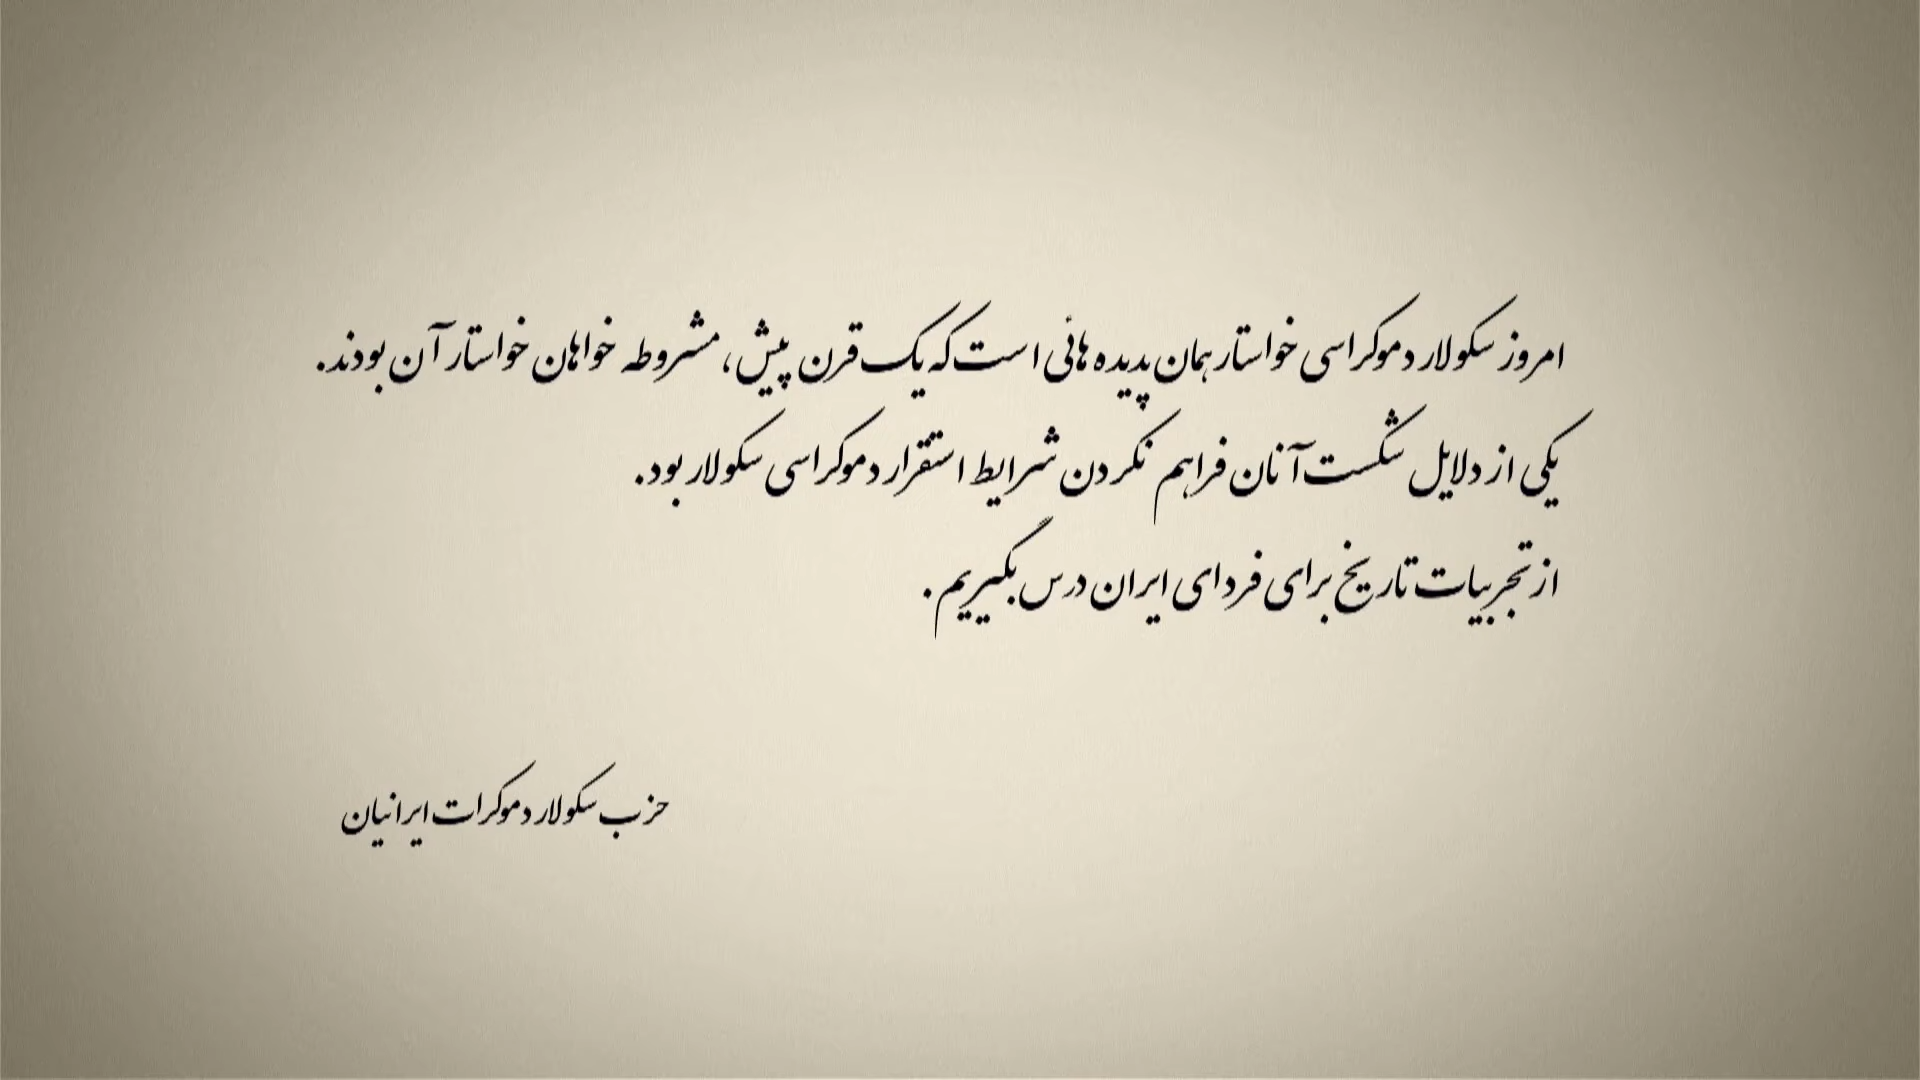 امروز سکولار دموکراسی خواستار همان پدیده هائی است که یک قرن پیش، مشروطه خواهان خواستار آن بودند.
یکی از دلایل شکست آنان فراهم نکردن شرایط استقرار دموکراسی سکولار بود.
از تجربیات تاریخ برای فردای ایران درس بگیریم.
حزب سکولار دموکرات ایرانیان